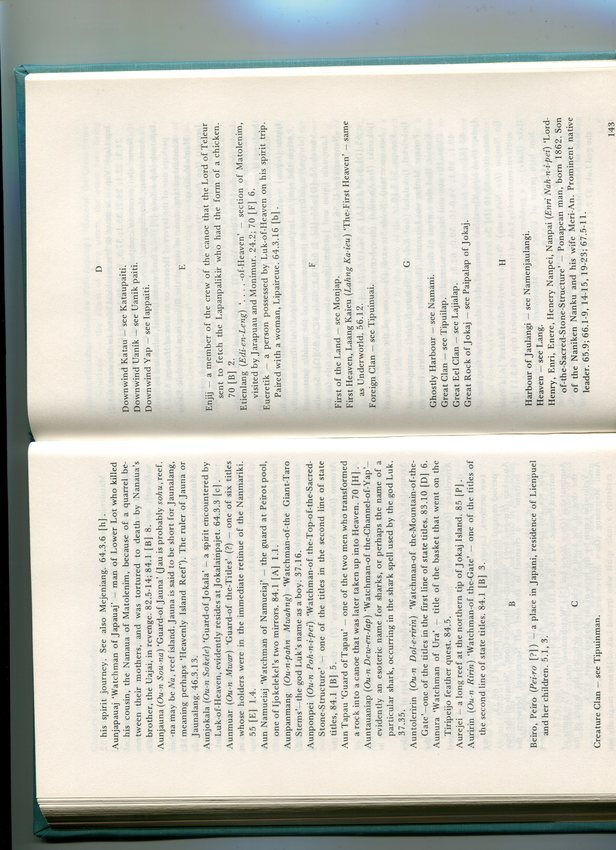 his spirit journey. See also Mejeniang. 64.3.6 [h].
Aunjapauaj 'Watchman of Japauaj' — man of Lower Lot who killed
his cousin, the Nanaua of Matolenim, because of a quarrel be-
tween their mothers, and was tortured to death by Nanaua's
brother, the Uajai, in revenge. 82.5-14; 84.1 [B] 8.
Aunjauna (Ou-n Sou-na) 'Guard-of Jauna' (Jau is probably sohu, reef.
-na may be Na, reef island. Jauna is said to be short for Jaunalang,
meaning perhaps 'Heavenly Island Reef'). The ruler of Jauna or
Jaunalang. 46.3.13.
Aunjokala (Ou-n Sokele) 'Guard-of Jokala' – a spirit encountered by
Luk-of-Heaven, evidently resides at Jokalainpajet. 64.3.3 [c].
Aunmuar (Ou-n Mwar) 'Guard-of the-Titles' (?) — one of six titles
whose holders were in the immediate retinue of the Nanmariki.
55 [E] 1.4.
Aun Namueiaj 'Watchman of Namueiaj' — the guard at Peirot pool,
one of Ijokelekel's two mirrors. 84.1 [A] 1.1.
Aunpanmang (Ou-n-pahn Mwahng) 'Watchman-of the Giant-Taro
Stems'—the god Luk's name as a boy. 37.16.
Aunponpei (Ou-n Poh-n-i-pei) 'Watchman of the-Top-of-the-Sacred-
Stone-Structure' — one of the titles in the second line of state
titles, 84.1 [B] 5.
Aun Tapau 'Guard of Tapau' — one of the two men who transformed
a rock into a canoe that was later taken up into Heaven. 70 [H].
Auntauaniap (Ou-n Dew-en-Iap) 'Watchman of the-Channel-of-Yap'—
evidently an esoteric name for sharks, or perhaps the name of a
particular shark, occurring in the shark spell used by the god Luk.
37.35.
Auntoleririn (Ou-n Dol-e-ririn) 'Watchman-of the-Mountain-of-the-
Gate'—one of the titles in the first line of state titles. 83.10 [D] 6.
Aunura 'Watchman of Ura' — title of the basket that went on the
Tiripeijo feather quest. 84.5.
Aurejei — a long reef at the northern tip of Jokaj Island. 85 [P].
Auririn (Ou-n Ririn) 'Watchman-of the-Gate' — one of the titles of
the second line of state titles. 84.1 [B] 3.
B
Beiro, Peiro (Pei-ro [?]) — a place in Japani, residence of Lienpuel
and her children. 5.1, 3.
C
Creature Clan — see Tipuinman.
D
Downwind Katau — see Kataupaiti.
Downwind Uanik — see Uanik paiti.
Downwind Yap — see Iappaiti.
E
Enjij — a member of the crew of the canoe that the Lord of Teleur
sent to fetch the Lapanpalikir who had the form of a chicken.
70 [B] 2.
Etienlang (Edi-en-Leng) '. . . . -of-Heaven' — section of Matolenim,
visited by Jarapuau and Monimur. 24.2; 70 [F] 6.
Eueretik — a person possessed by Luk-of-Heaven on his spirit trip.
Paired with a woman, Lipaireue. 64.3.16 [b].
F
First of the Land — see Monjap.
First Heaven, Laang Kaieu (Lahng Ka-ieu) 'The-First Heaven' — same
as Underworld. 56.12.
Foreign Clan — see Tipuinuai.
G
Ghostly Harbour — see Namani.
Great Clan — see Tipuilap.
Great Eel Clan — see Lajialap.
Great Rock of Jokaj — see Paipalap of Jokaj.
H
Harbour of Jaulangi — see Namenjaulangi.
Heaven — see Lang.
Henry, Enri, Enere, Henery Nanpei, Nanpai (Enri Nah-n-i-pei) 'Lord-
of-the-Sacred-Stone-Structure' — Ponapean man, born 1862. Son
of the Naniken Nanku and his wife Meri-An. Prominent native
leader. 65.9; 66.1-9, 14-15, 19-23; 67.5-11.
143